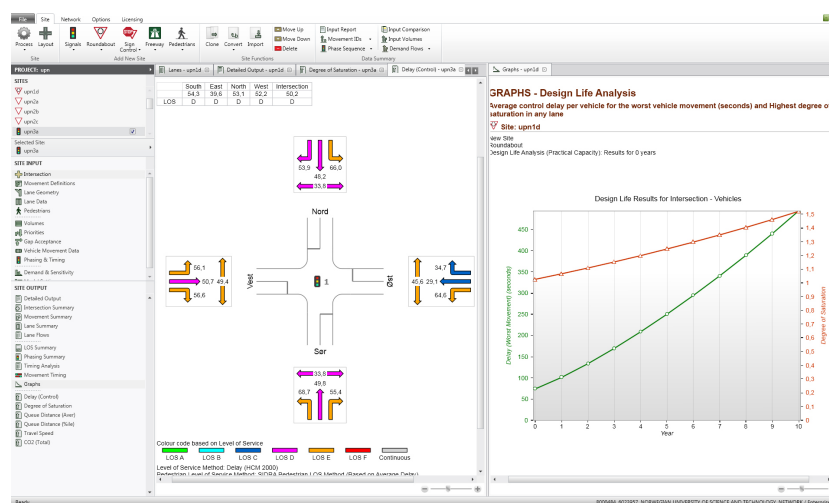 File Site Network Options Licensing
Process Layout Signals Roundabout Sign Control Freeway Pedestrians Clone Convert Import
Move Up
Move Down
Delete
Input Report
Movement IDs
Phase Sequence
Input Comparison
Input Volumes
Demand Flows
Site Add New Site Site Functions Data Summary
PROJECT: upn
SITES
upn1d
upn2a
upn2b
upn2c
upn3a
Selected Site:
upn3a
SITE INPUT
Intersection
Movement Definitions
Lane Geometry
Lane Data
Pedestrians
Volumes
Priorities
Gap Acceptance
Vehicle Movement Data
Phasing & Timing
Demand & Sensitivity
SITE OUTPUT
Detailed Output
Intersection Summary
Movement Summary
Lane Summary
Lane Flows
LOS Summary
Phasing Summary
Timing Analysis
Movement Timing
Graphs
Delay (Control)
Degree of Saturation
Queue Distance (Aver)
Queue Distance (%ile)
Travel Speed
CO2 (Total)
Ready
Lanes - upn1d Detailed Output - upn1d Degree of Saturation - upn3a Delay (Control) - upn3a
South East North West Intersection
54,3 39,6 53,1 52,2 50,2
LOS D D D D D
53,9 66,0
48,2
33,8
Nord
56,1
50,7 49,4
56,6
Vest
1
Øst
34,7
45,6 29,1
64,6
Sør
33,8
49,8
68,7 55,4
Colour code based on Level of Service
LOS A LOS B LOS C LOS D LOS E LOS F Continuous
Level of Service Method: Delay (HCM 2000)
Pedestrian Level of Service Method: SIDRA Pedestrian LOS Method (Based on Average Delay)
Graphs - upn1d
GRAPHS - Design Life Analysis
Average control delay per vehicle for the worst vehicle movement (seconds) and Highest degree of
saturation in any lane
Site: upn1d
New Site
Roundabout
Design Life Analysis (Practical Capacity): Results for 0 years
Design Life Results for Intersection - Vehicles
Delay (Worst Movement) (seconds)
450
400
350
300
250
200
150
100
50
0
0 1 2 3 4 5 6 7 8 9 10
Year
1,5
1,4
1,3
1,2
1,1
1
0,9
0,8
0,7
0,6
0,5
0,4
0,3
0,2
0,1
0
Degree of Saturation